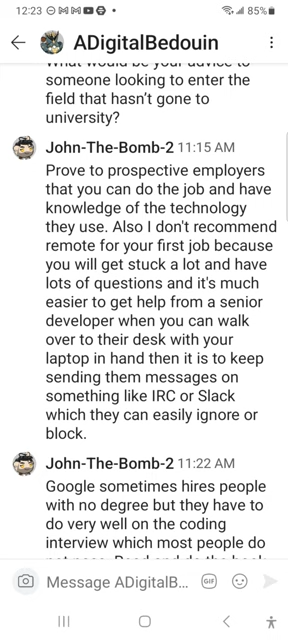 12:23
85%
ADigitalBedouin
What would be your advice to
someone looking to enter the
field that hasn't gone to
university?
John-The-Bomb-2 11:15 AM
Prove to prospective employers
that you can do the job and have
knowledge of the technology
they use. Also I don't recommend
remote for your first job because
you will get stuck a lot and have
lots of questions and it's much
easier to get help from a senior
developer when you can walk
over to their desk with your
laptop in hand then it is to keep
sending them messages on
something like IRC or Slack
which they can easily ignore or
block.
John-The-Bomb-2 11:22 AM
Google sometimes hires people
with no degree but they have to
do very well on the coding
interview which most people do
Message ADigitalB...
GIF